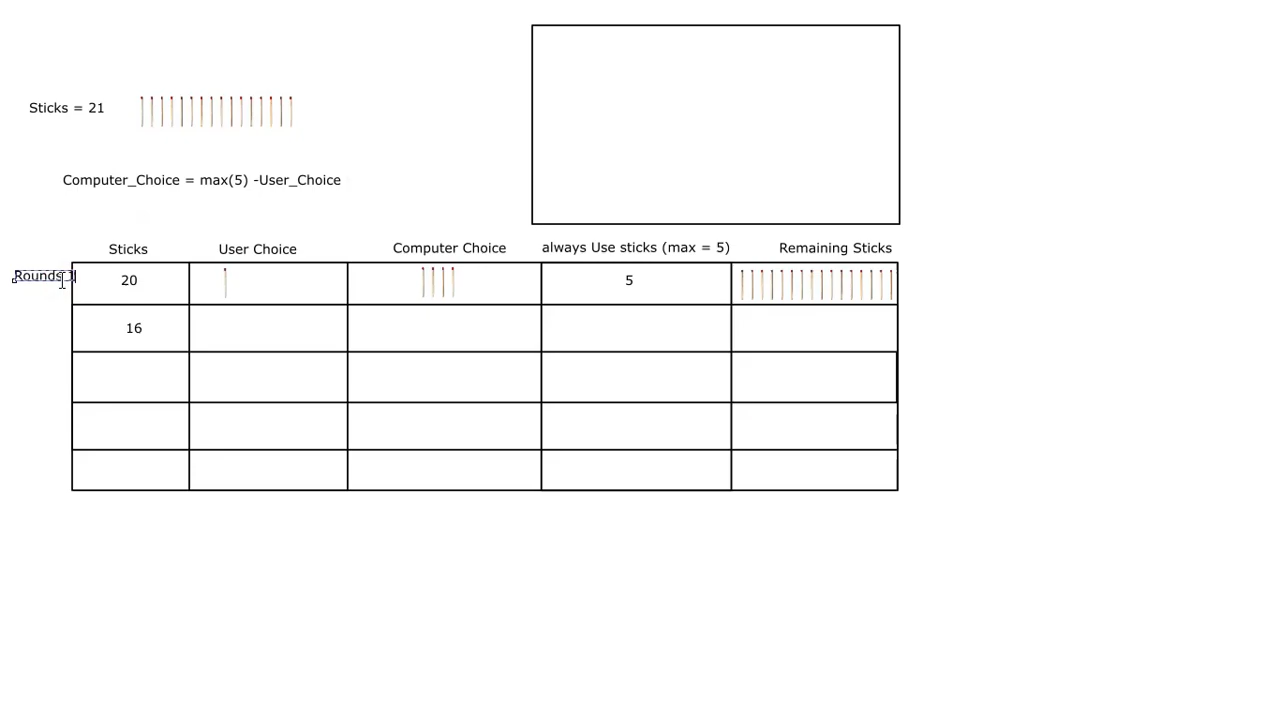 Sticks = 21
Computer_Choice = max(5) -User_Choice
Sticks User Choice Computer Choice always Use sticks (max = 5) Remaining Sticks
Rounds 1 20 5
16